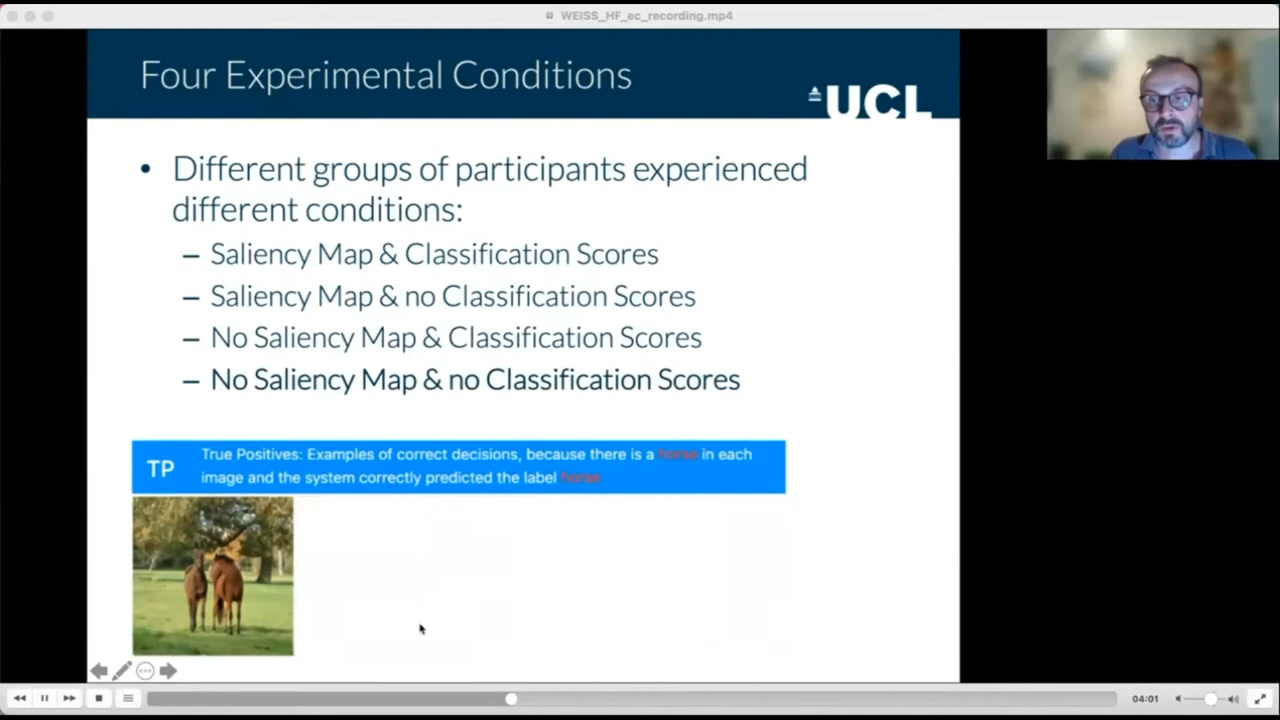 WEISS_HF_ec_recording.mp4
Four Experimental Conditions
UCL
• Different groups of participants experienced
different conditions:
– Saliency Map & Classification Scores
– Saliency Map & no Classification Scores
– No Saliency Map & Classification Scores
– No Saliency Map & no Classification Scores
True Positives: Examples of correct decisions, because there is a horse in each
TP
image and the system correctly predicted the label horse
04:01